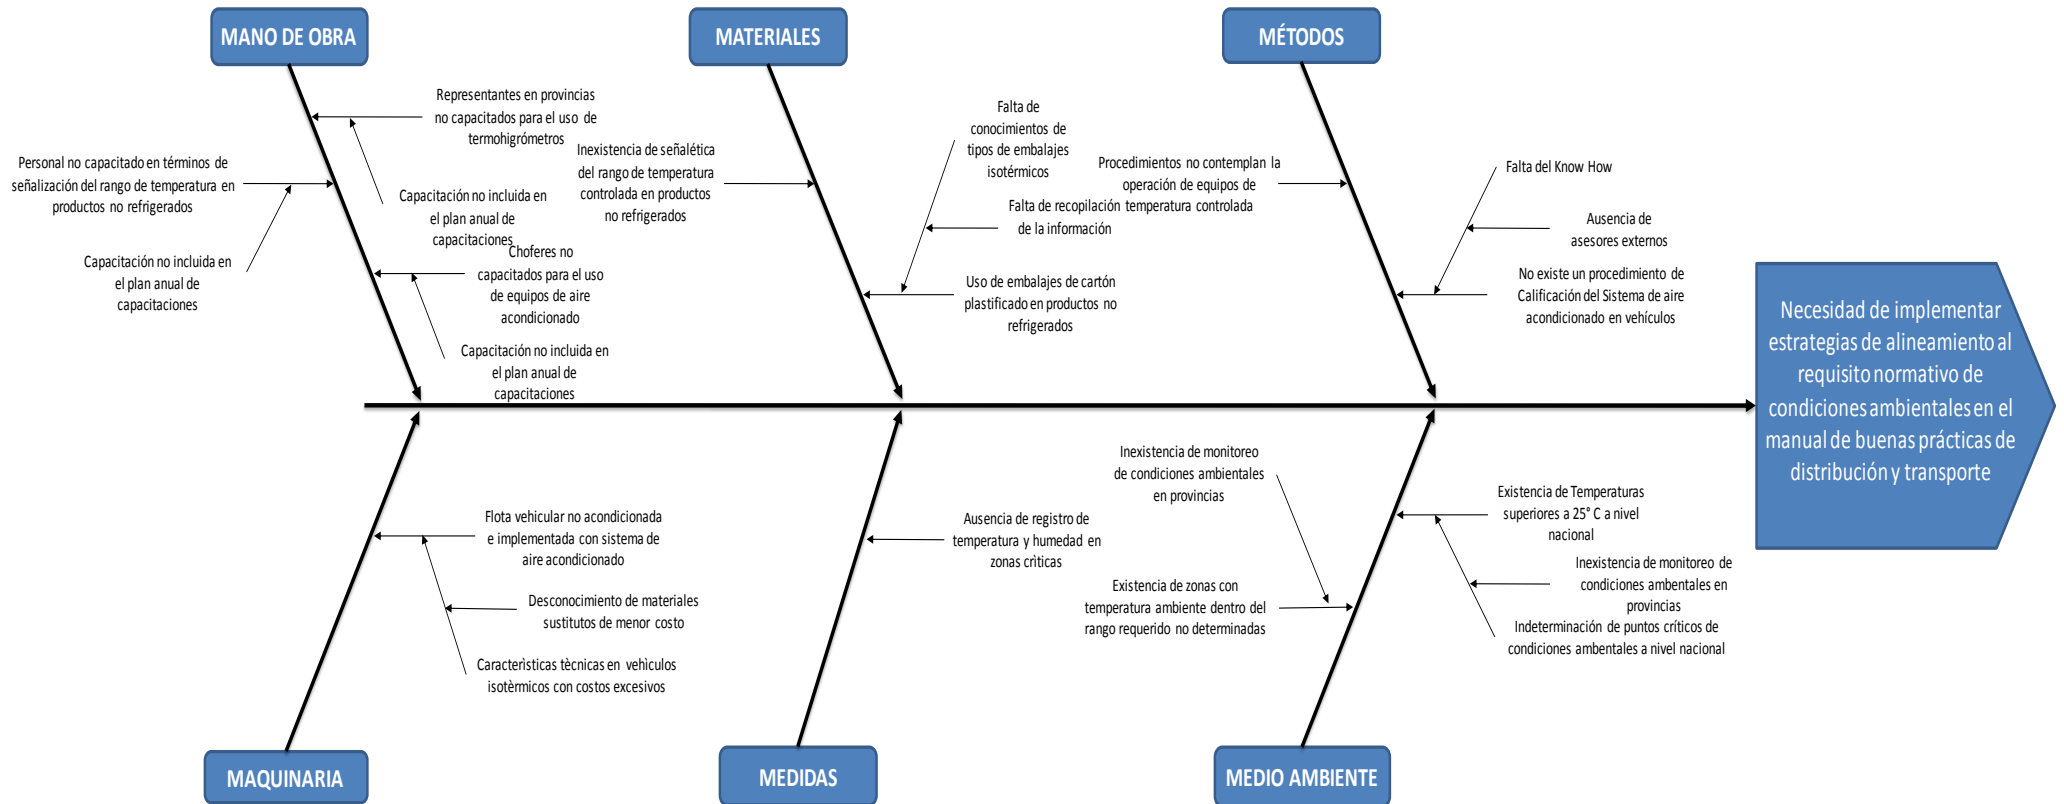 MANO DE OBRA
MATERIALES
MÉTODOS
Representantes en provincias
no capacitados para el uso de
termohigrómetros
Personal no capacitado en términos de
señalización del rango de temperatura en
productos no refrigerados
Capacitación no incluida en
el plan anual de
capacitaciones
Capacitación no incluida en
el plan anual de
capacitaciones
Choferes no
capacitados para el uso
de equipos de aire
acondicionado
Capacitación no incluida en
el plan anual de
capacitaciones
Inexistencia de señalética
del rango de temperatura
controlada en productos
no refrigerados
Falta de
conocimientos de
tipos de embalajes
isotérmicos
Falta de recopilación
de la información
Uso de embalajes de cartón
plastificado en productos no
refrigerados
Procedimientos no contemplan la
operación de equipos de
temperatura controlada
Falta del Know How
Ausencia de
asesores externos
No existe un procedimiento de
Calificación del Sistema de aire
acondicionado en vehículos
Necesidad de implementar
estrategias de alineamiento al
requisito normativo de
condiciones ambientales en el
manual de buenas prácticas de
distribución y transporte
Flota vehicular no acondicionada
e implementada con sistema de
aire acondicionado
Desconocimiento de materiales
sustitutos de menor costo
Caracterìsticas tècnicas en vehìculos
isotèrmicos con costos excesivos
Ausencia de registro de
temperatura y humedad en
zonas crìticas
Inexistencia de monitoreo
de condiciones ambientales
en provincias
Existencia de zonas con
temperatura ambiente dentro del
rango requerido no determinadas
Existencia de Temperaturas
superiores a 25° C a nivel
nacional
Inexistencia de monitoreo de
condiciones ambentales en
provincias
Indeterminación de puntos críticos de
condiciones ambentales a nivel nacional
MAQUINARIA
MEDIDAS
MEDIO AMBIENTE